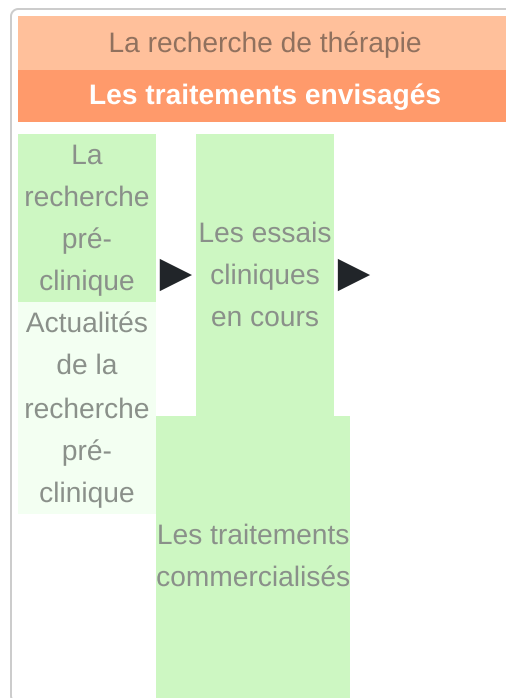 La recherche de thérapie
Les traitements envisagés
La
recherche
pré-
clinique
Actualités
de la
recherche
pré-
clinique
Les essais
cliniques
en cours
Les traitements
commercialisés